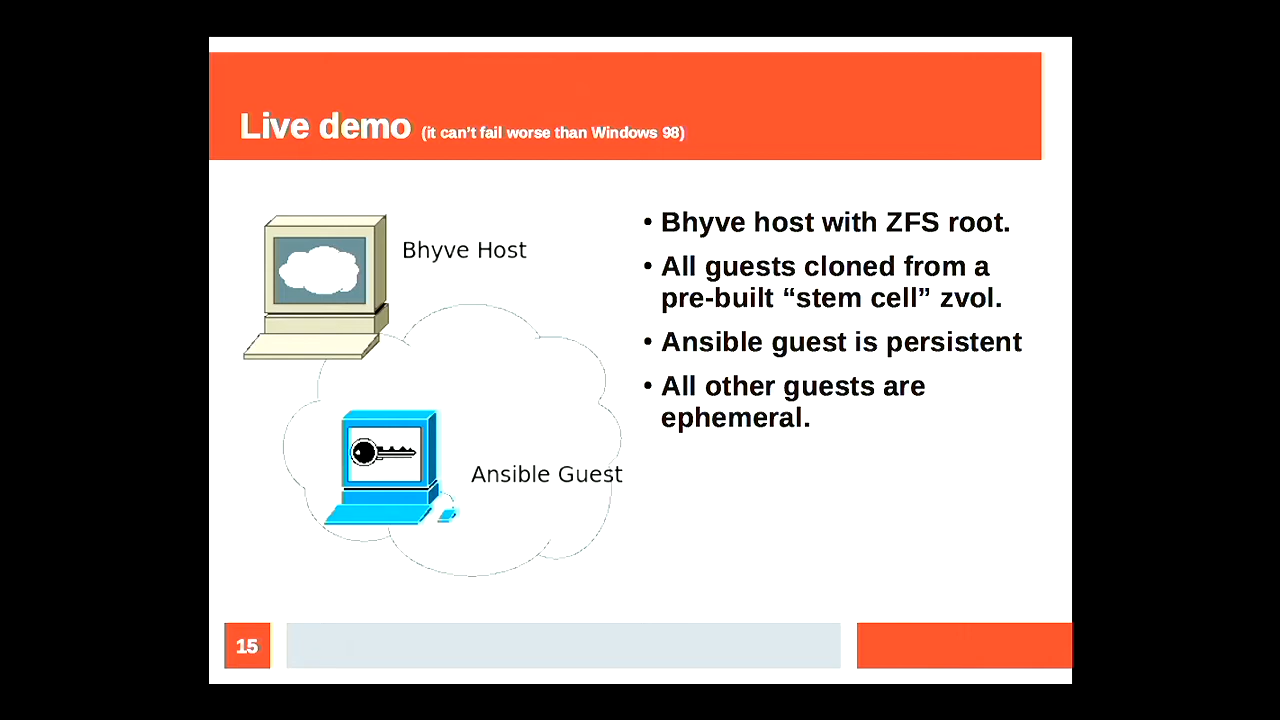 Live demo (it can't fail worse than Windows 98)
Bhyve Host
Ansible Guest
• Bhyve host with ZFS root.
• All guests cloned from a
pre-built “stem cell” zvol.
• Ansible guest is persistent
• All other guests are
ephemeral.
15